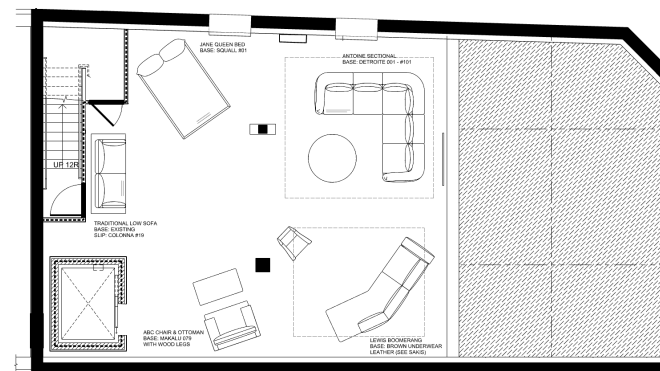 JANE QUEEN BED
BASE: SQUALL #01
ANTOINE SECTIONAL
BASE: DETROITE 001 - #101
UP 12R
TRADITIONAL LOW SOFA
BASE: EXISTING
SLIP: COLONNA #19
ABC CHAIR & OTTOMAN
BASE: MAKALU 079
WITH WOOD LEGS
LEWIS BOOMERANG
BASE: BROWN UNDERWEAR
LEATHER (SEE SAKIS)